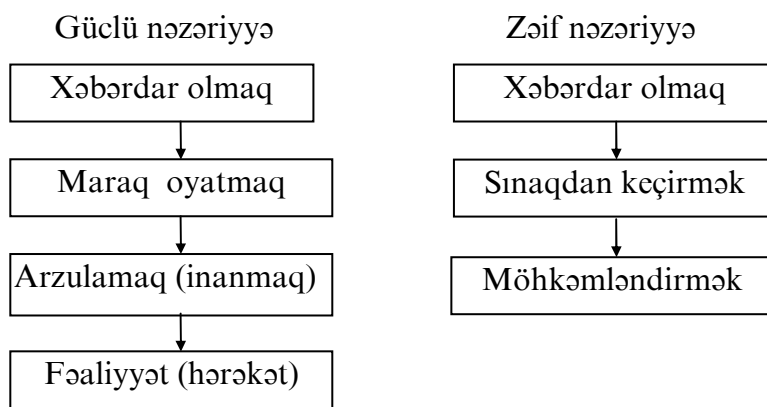 Güclü nəzəriyyə
Xəbərdar olmaq
Maraq oyatmaq
Arzulamaq (inanmaq)
Fəaliyyət (hərəkət)
Zəif nəzəriyyə
Xəbərdar olmaq
Sınaqdan keçirmək
Möhkəmləndirmək